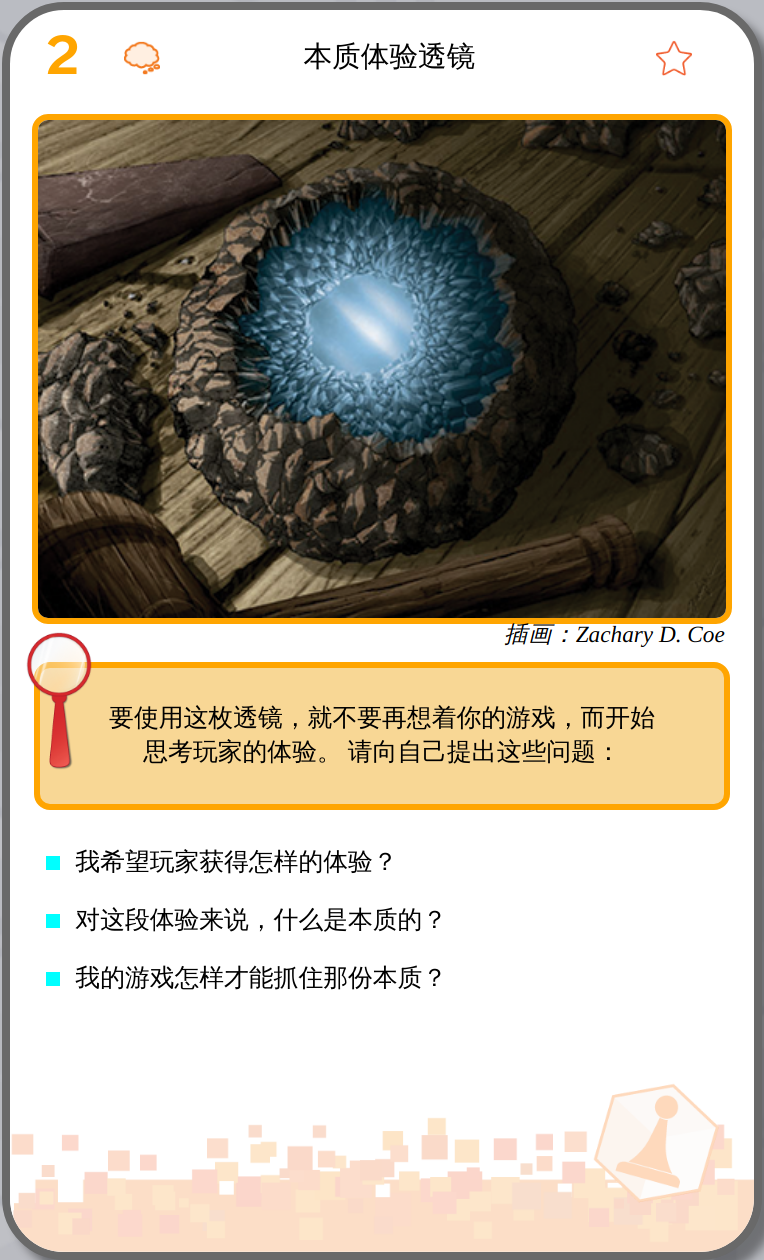 2
本质体验透镜
插画：Zachary D. Coe
要使用这枚透镜，就不要再想着你的游戏，而开始
思考玩家的体验。 请向自己提出这些问题：
我希望玩家获得怎样的体验？
对这段体验来说，什么是本质的？
我的游戏怎样才能抓住那份本质？